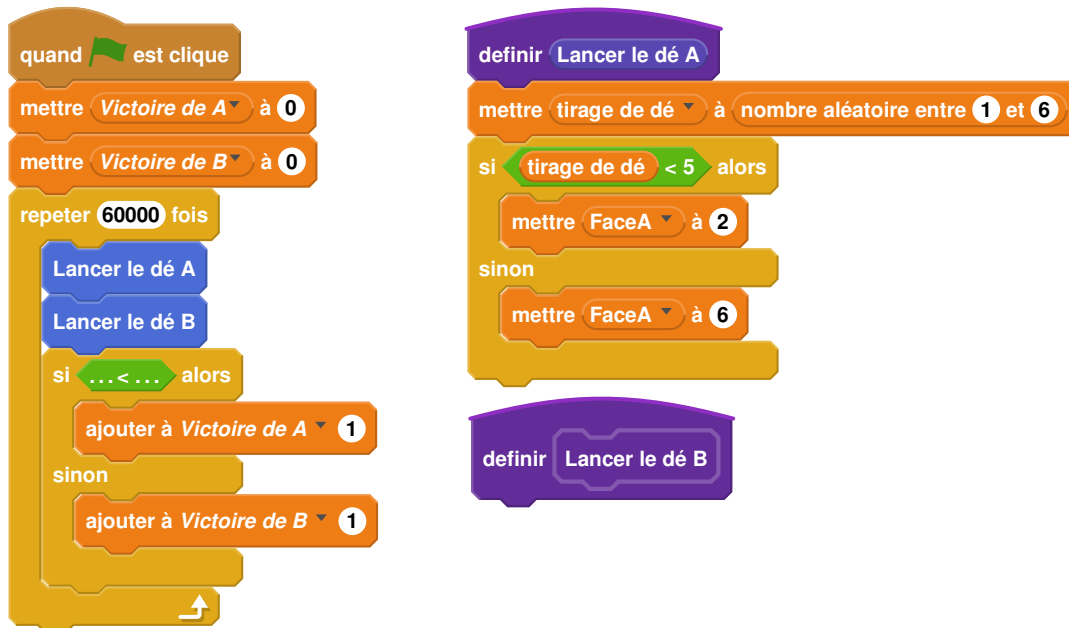 quand est clique
mettre Victoire de A à 0
mettre Victoire de B à 0
repeter 60000 fois
Lancer le dé A
Lancer le dé B
si ...< ... alors
ajouter à Victoire de A 1
sinon
ajouter à Victoire de B 1
definir Lancer le dé A
mettre tirage de dé à nombre aléatoire entre 1 et 6
si tirage de dé < 5 alors
mettre FaceA à 2
sinon
mettre FaceA à 6
definir Lancer le dé B